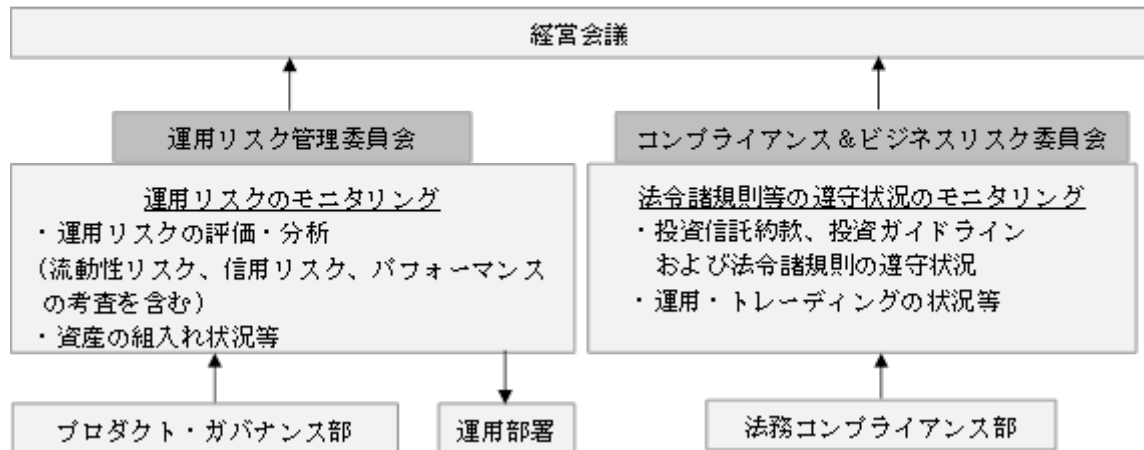 経営会議
運用リスク管理委員会
コンプライアンス&ビジネスリスク委員会
運用リスクのモニタリング
・運用リスクの評価・分析
(流動性リスク、信用リスク、パフォーマンス
の考査を含む)
・資産の組入れ状況等
法令諸規則等の遵守状況のモニタリング
・投資信託約款、投資ガイドライン
および法令諸規則の遵守状況
・運用・トレーディングの状況等
プロダクト・ガバナンス部
運用部署
法務コンプライアンス部